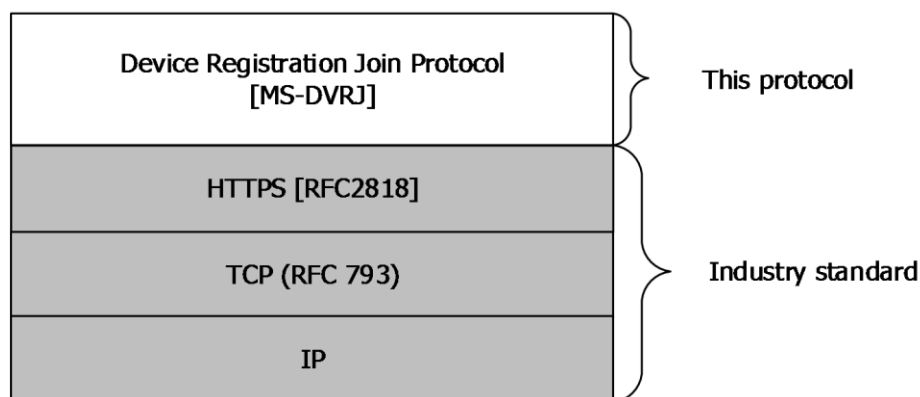 Device Registration Join Protocol
[MS-DVRJ]
This protocol
HTTPS [RFC2818]
TCP (RFC 793)
Industry standard
IP